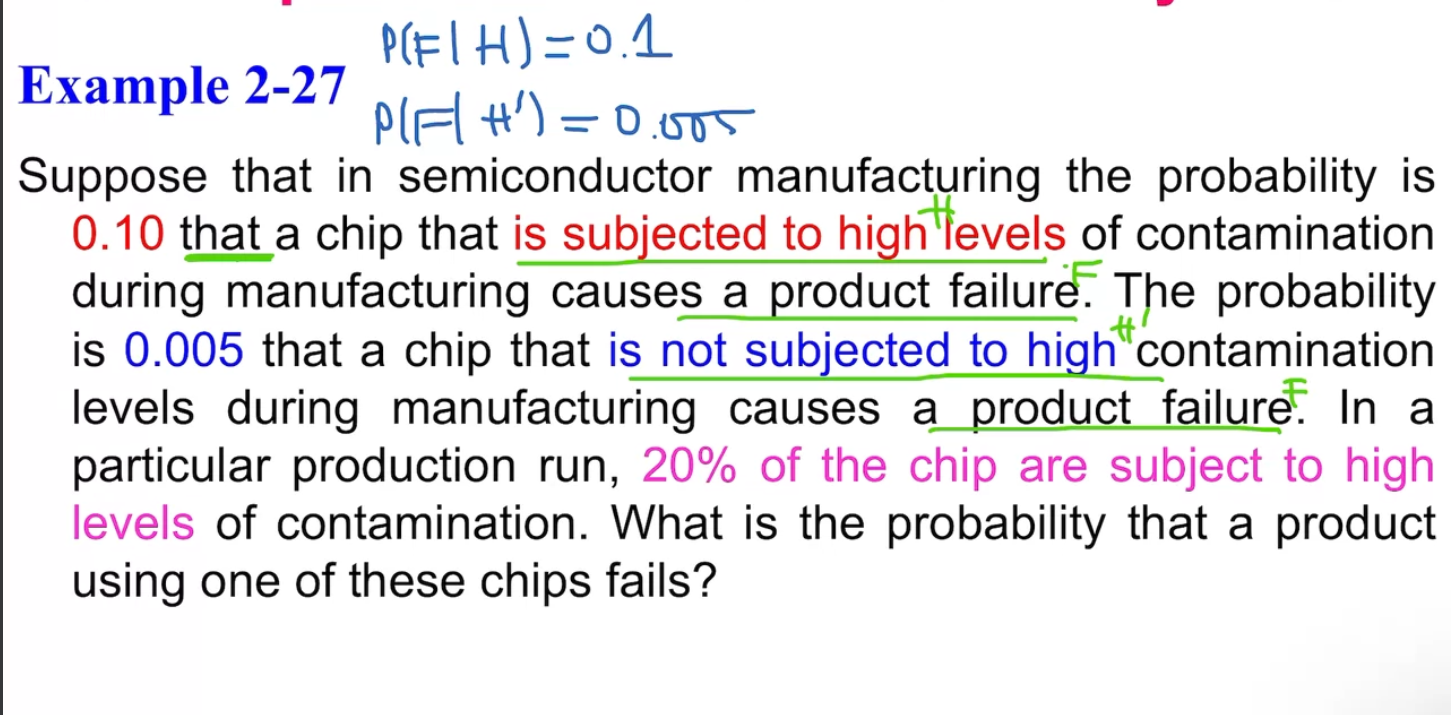 P(F|H)=0.1
Example 2-27
P(F|H')=0.005
Suppose that in semiconductor manufacturing the probability is
H
0.10 that a chip that is subjected to high levels of contamination
F
during manufacturing causes a product failure. The probability
H'
is 0.005 that a chip that is not subjected to high contamination
F
levels during manufacturing causes a product failure. In a
particular production run, 20% of the chip are subject to high
levels of contamination. What is the probability that a product
using one of these chips fails?